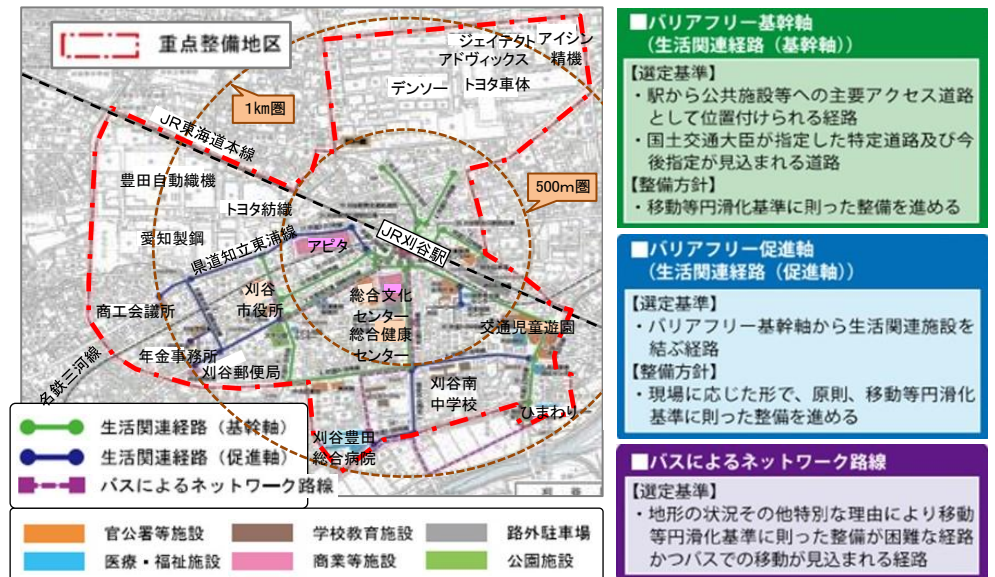 重点整備地区
ジェイテクト
アイシン
精機
アドヴィックス
デンソー
トヨタ車体
1km圏
JR東海道本線
豊田自動織機
500m圏
トヨタ紡織
愛知製鋼
県道知立東浦線
アピタ
JR刈谷駅
刈谷
市役所
総合文化
センター
総合健康
センター
商工会議所
交通児童遊園
年金事務所
刈谷郵便局
名鉄三河線
刈谷南
中学校
ひまわり
刈谷豊田
総合病院
刈谷
生活関連経路（基幹軸）
生活関連経路（促進軸）
バスによるネットワーク路線
官公署等施設
学校教育施設
路外駐車場
医療・福祉施設
商業等施設
公園施設
■バリアフリー基幹軸
（生活関連経路（基幹軸））
【選定基準】
・駅から公共施設等への主要アクセス道路
として位置付けられる経路
・国土交通大臣が指定した特定道路及び今
後指定が見込まれる道路
【整備方針】
・移動等円滑化基準に則った整備を進める
■バリアフリー促進軸
（生活関連経路（促進軸））
【選定基準】
・バリアフリー基幹軸から生活関連施設を
結ぶ経路
【整備方針】
・現場に応じた形で、原則、移動等円滑化
基準に則った整備を進める
■バスによるネットワーク路線
【選定基準】
・地形の状況その他特別な理由により移動
等円滑化基準に則った整備が困難な経路
かつバスでの移動が見込まれる経路